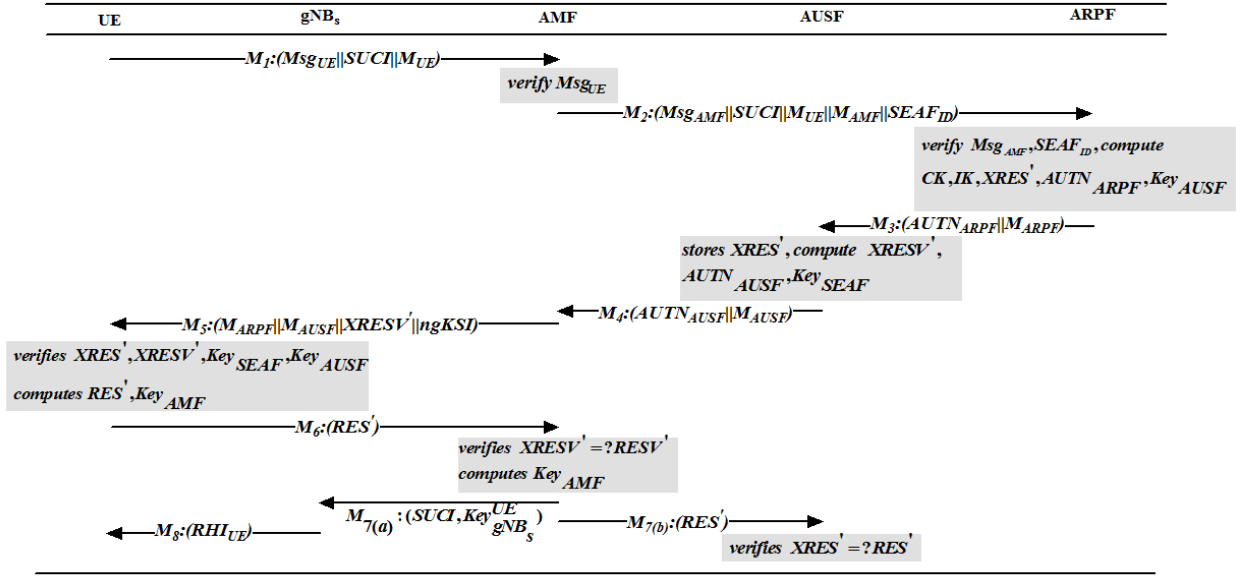 UE gNBs AMF AUSF ARPF
M1:(MsgUE||SUCI||MUE)
verify MsgUE
M2:(MsgAMF||SUCI||MUE||MAMF||SEAFID)
verify MsgAMF,SEAFID,compute
CK,IK,XRES',AUTNARPF,KeyAUSF
M3:(AUTNARPF||MARPF)
stores XRES',compute XRESV',
AUTNAUSF,KeySEAF
M4:(AUTNAUSF||MAUSF)
M5:(MARPF||MAUSF||XRESV'||ngKSI)
verifies XRES',XRESV',KeySEAF,KeyAUSF
computes RES',KeyAMF
M6:(RES')
verifies XRESV'=?RESV'
computes KeyAMF
M7(a):(SUCI,KeyUEgNBs)
M7(b):(RES')
M8:(RHIUE)
verifies XRES'=?RES'